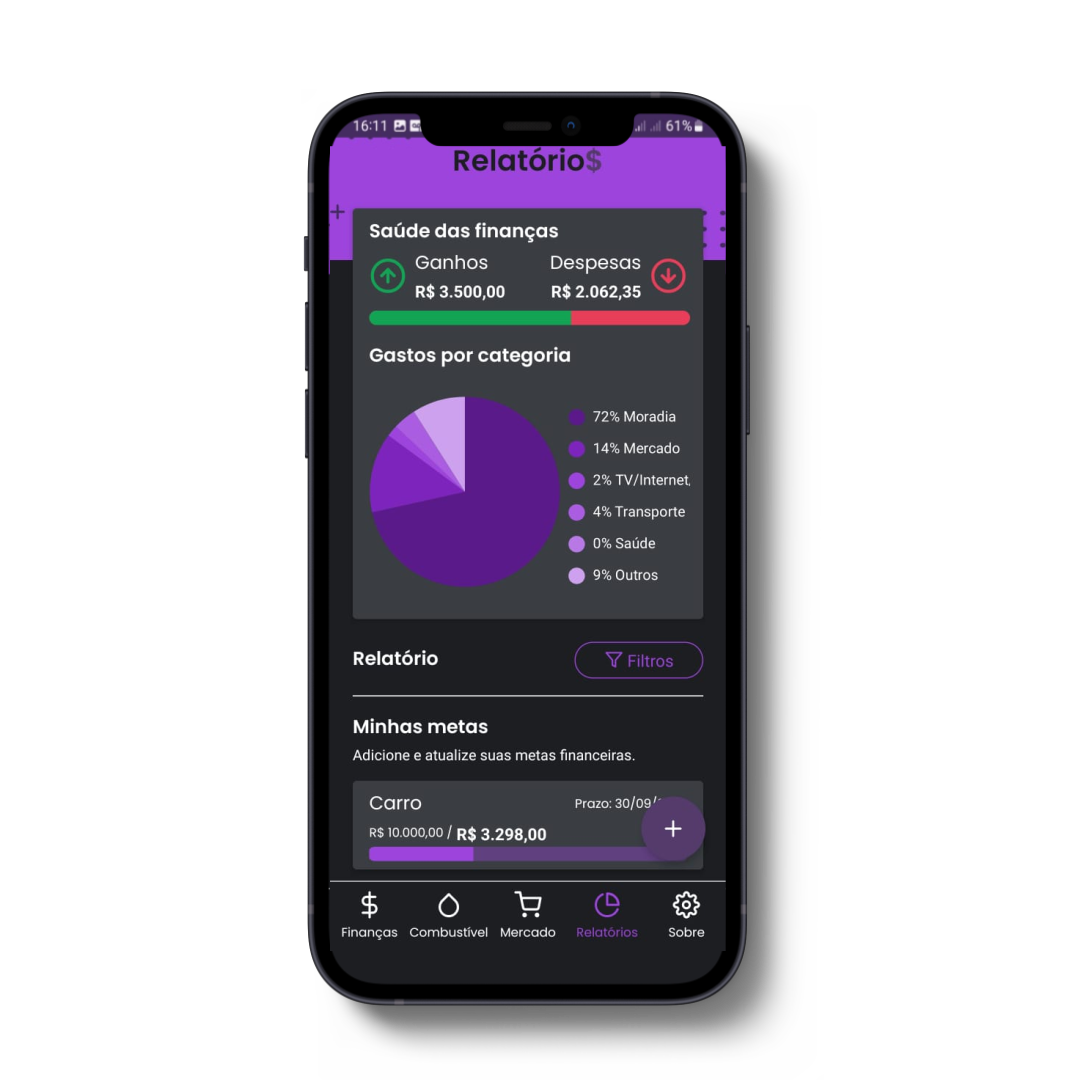 16:11 61%
Relatório$
Saúde das finanças
Ganhos Despesas
R$ 3.500,00 R$ 2.062,35
Gastos por categoria
72% Moradia
14% Mercado
2% TV/Internet,
4% Transporte
0% Saúde
9% Outros
Relatório Filtros
Minhas metas
Adicione e atualize suas metas financeiras.
Carro Prazo: 30/09/
R$ 10.000,00 / R$ 3.298,00
+
Finanças Combustível Mercado Relatórios Sobre